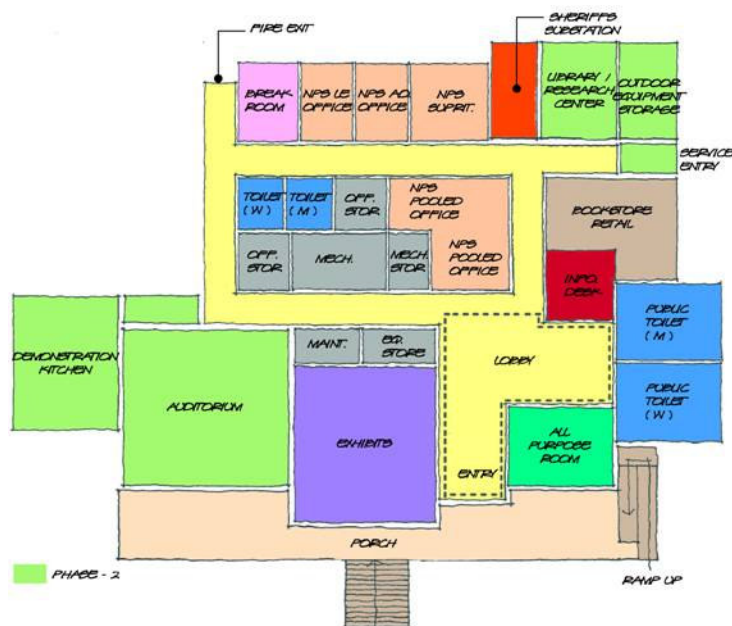 FIRE EXIT
SHERIFFS
SUBSTATION
BREAK
ROOM
NPS LE
OFFICE
NPS AO
OFFICE
NPS
SUPRIT.
LIBRARY /
RESEARCH
CENTER
OUTDOOR
EQUIPMENT
STORAGE
SERVICE
ENTRY
TOILET
(W)
TOILET
(M)
OFF.
STOR.
NPS
POOLED
OFFICE
BOOKSTORE
RETAIL
OFF.
STOR
MECH.
MECH.
STOR
NPS
POOLED
OFFICE
INFO.
DESK
PUBLIC
TOILET
(M)
DEMONSTRATION
KITCHEN
MAINT.
EQ.
STORE
LOBBY
AUDITORIUM
PUBLIC
TOILET
(W)
EXHIBITS
ALL
PURPOSE
ROOM
ENTRY
PORCH
PHASE - 2
RAMP UP